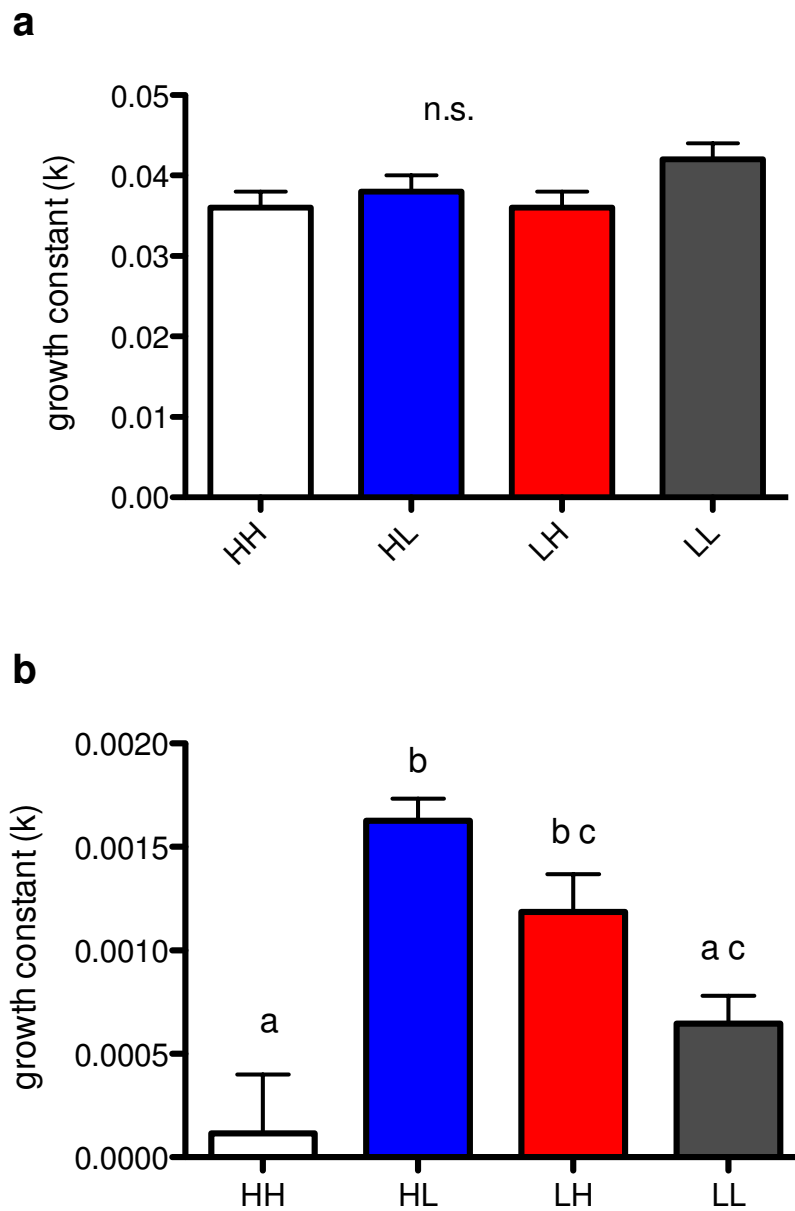 a
n.s.
growth constant (k)
0.05
0.04
0.03
0.02
0.01
0.00
HH HL LH LL
b
growth constant (k)
0.0020
0.0015
0.0010
0.0005
0.0000
a b b c a c
HH HL LH LL